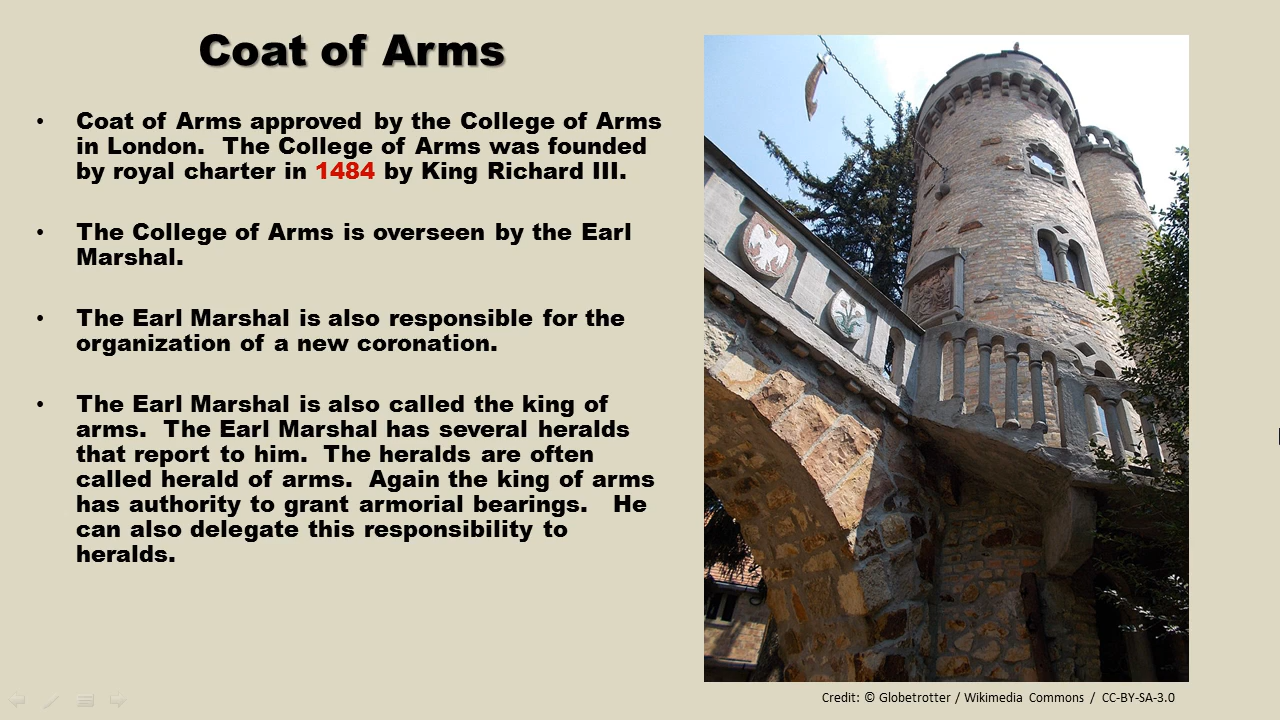 Coat of Arms
• Coat of Arms approved by the College of Arms
in London.  The College of Arms was founded
by royal charter in 1484 by King Richard III.
• The College of Arms is overseen by the Earl
Marshal.
• The Earl Marshal is also responsible for the
organization of a new coronation.
• The Earl Marshal is also called the king of
arms.  The Earl Marshal has several heralds
that report to him.  The heralds are often
called herald of arms.  Again the king of arms
has authority to grant armorial bearings.   He
can also delegate this responsibility to
heralds.
Credit: © Globetrotter / Wikimedia Commons / CC-BY-SA-3.0